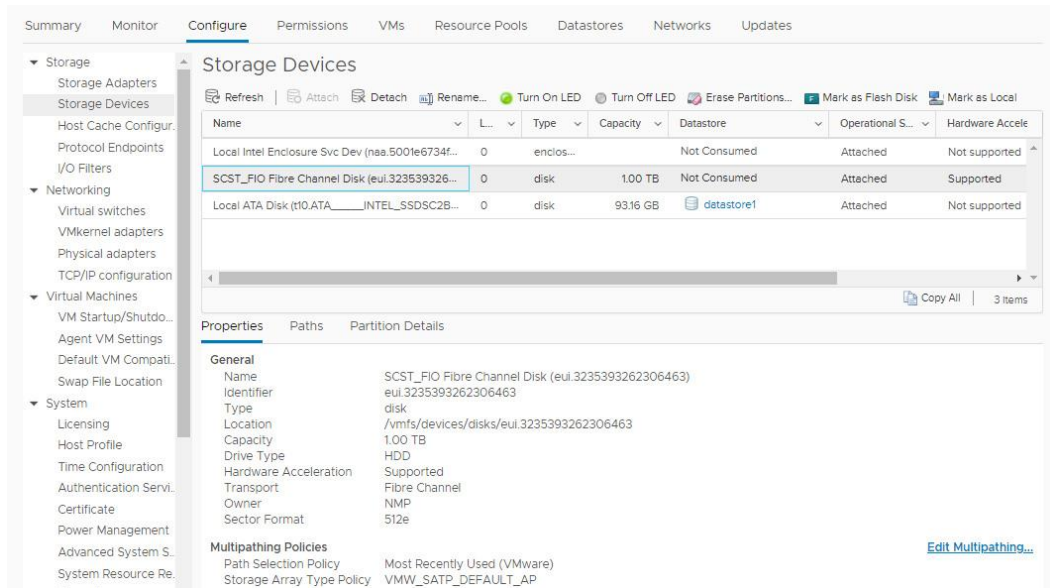 Summary Monitor Configure Permissions VMs Resource Pools Datastores Networks Updates
Storage
Storage Adapters
Storage Devices
Host Cache Configur.
Protocol Endpoints
I/O Filters
Networking
Virtual switches
VMkernel adapters
Physical adapters
TCP/IP configuration
Virtual Machines
VM Startup/Shutdo...
Agent VM Settings
Default VM Compati..
Swap File Location
System
Licensing
Host Profile
Time Configuration
Authentication Servi..
Certificate
Power Management
Advanced System S..
System Resource Re.
Storage Devices
Refresh | Attach Detach Rename... Turn On LED Turn Off LED Erase Partitions... Mark as Flash Disk Mark as Local
Name L... Type Capacity Datastore Operational S... Hardware Accele
Local Intel Enclosure Svc Dev (naa.5001e6734f... 0 enclos... Not Consumed Attached Not supported
SCST_FIO Fibre Channel Disk (eui.323539326... 0 disk 1.00 TB Not Consumed Attached Supported
Local ATA Disk (t10.ATA_____INTEL_SSDSC2B... 0 disk 93.16 GB datastore1 Attached Not supported
Copy All | 3 items
Properties Paths Partition Details
General
Name SCST_FIO Fibre Channel Disk (eui.3235393262306463)
Identifier eui.3235393262306463
Type disk
Location /vmfs/devices/disks/eui.3235393262306463
Capacity 1.00 TB
Drive Type HDD
Hardware Acceleration Supported
Transport Fibre Channel
Owner NMP
Sector Format 512e
Multipathing Policies Edit Multipathing...
Path Selection Policy Most Recently Used (VMware)
Storage Array Type Policy VMW_SATP_DEFAULT_AP